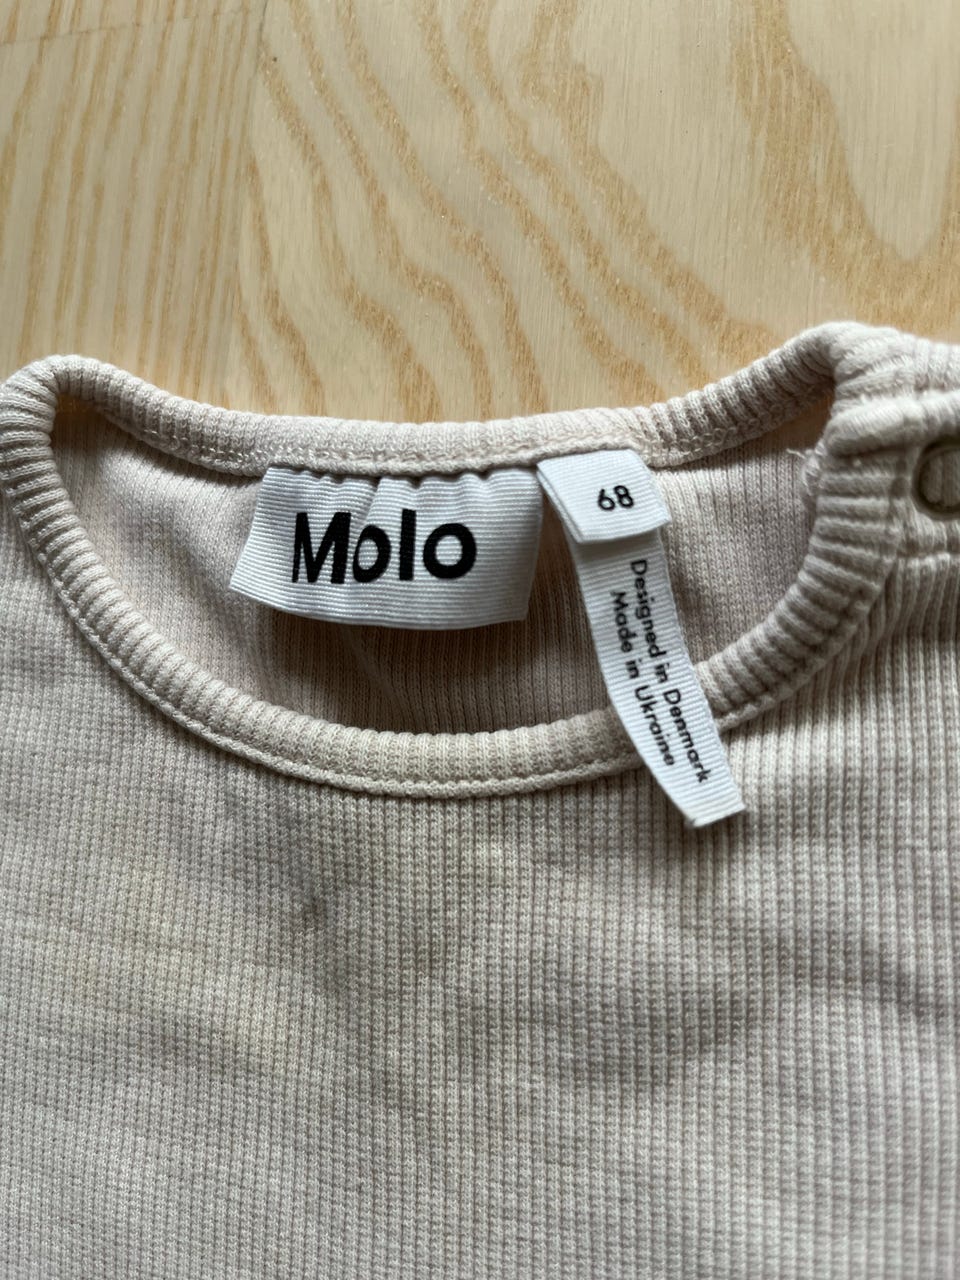 Molo
68
Designed in Denmark
Made in Ukraine